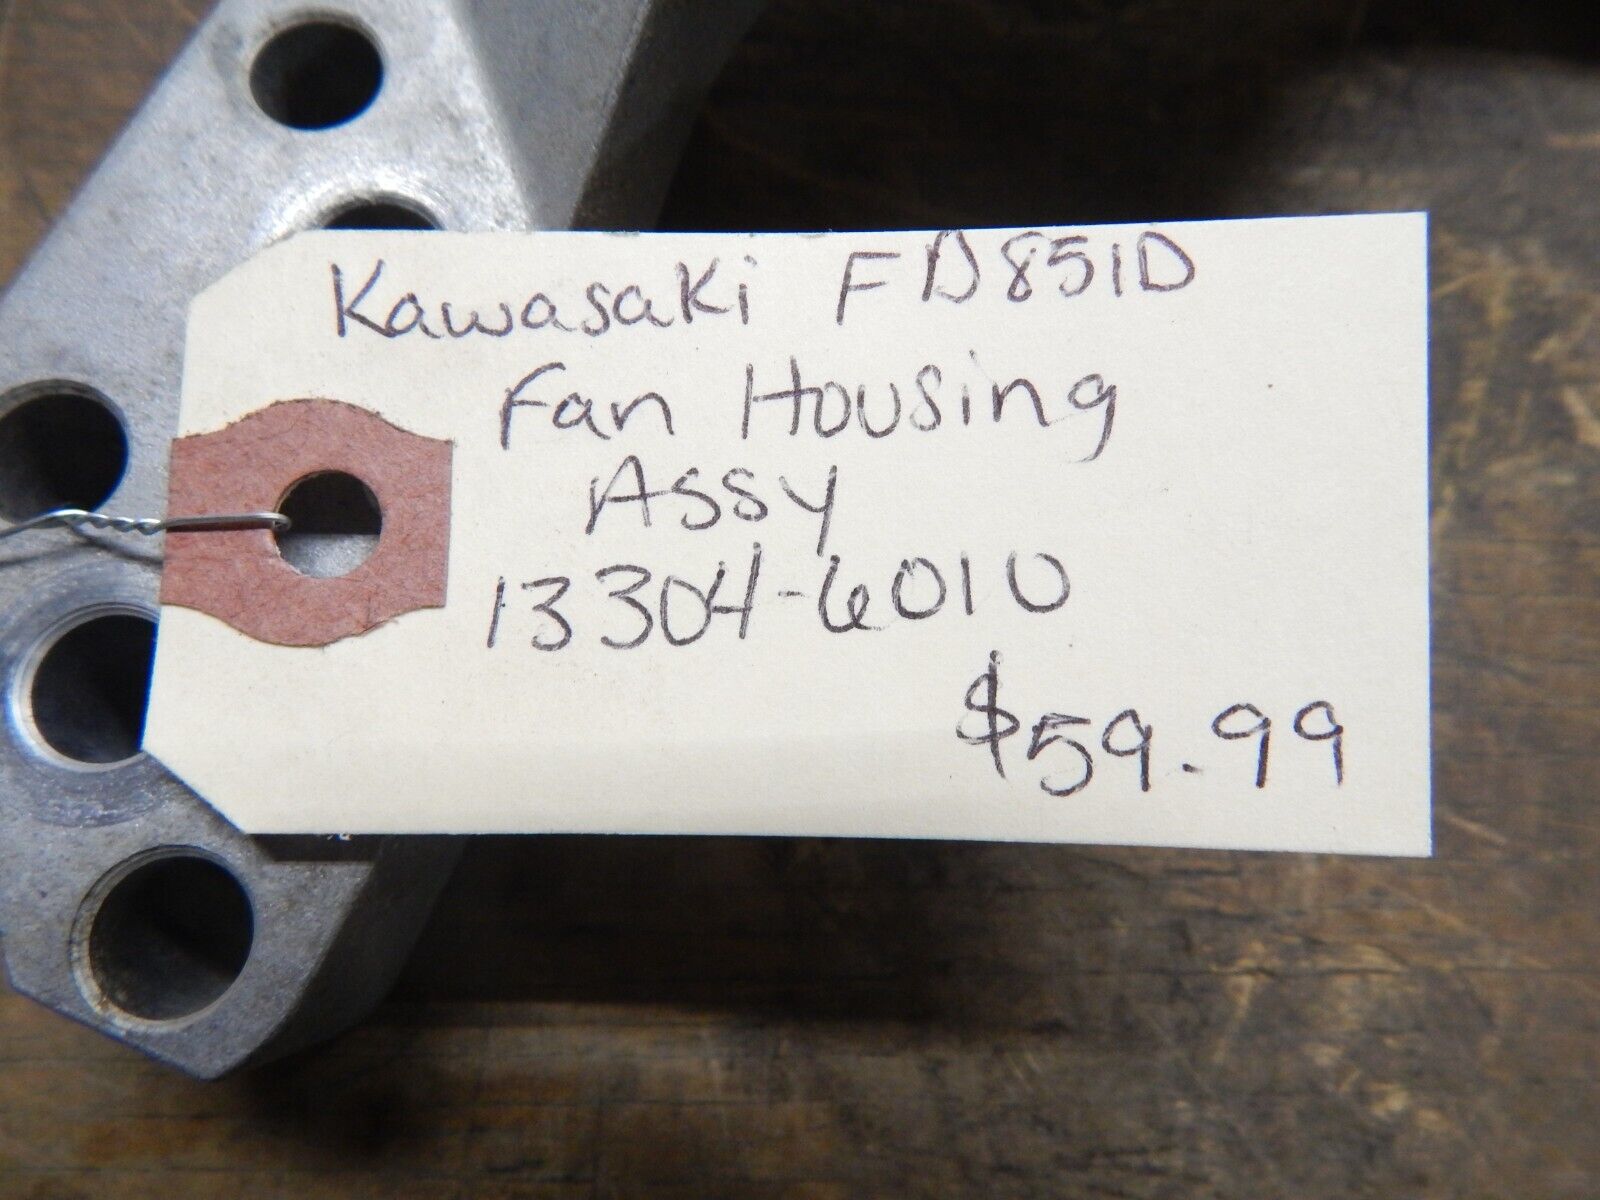 Kawasaki FD851D
Fan Housing
Assy
13304-6010
$59.99